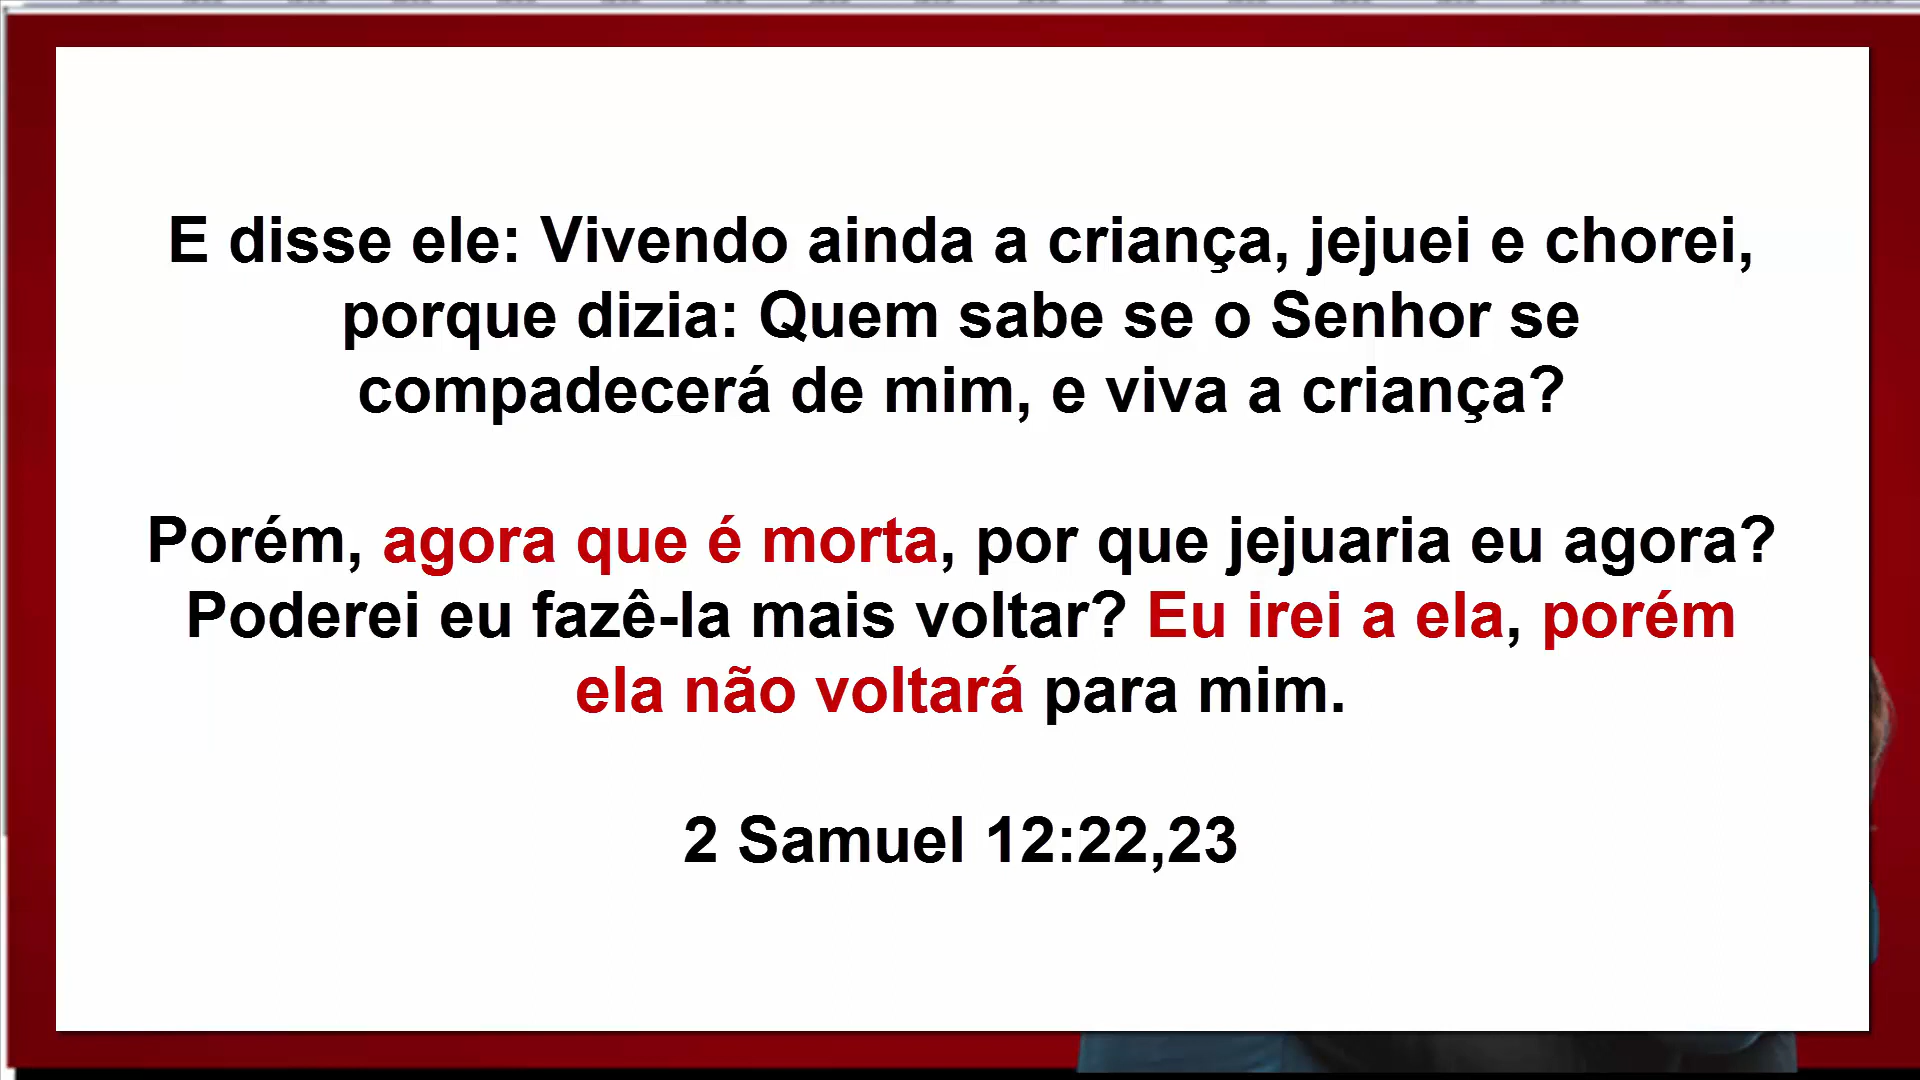 E disse ele: Vivendo ainda a criança, jejuei e chorei,
porque dizia: Quem sabe se o Senhor se
compadecerá de mim, e viva a criança?
Porém, agora que é morta, por que jejuaria eu agora?
Poderei eu fazê-la mais voltar? Eu irei a ela, porém
ela não voltará para mim.
2 Samuel 12:22,23